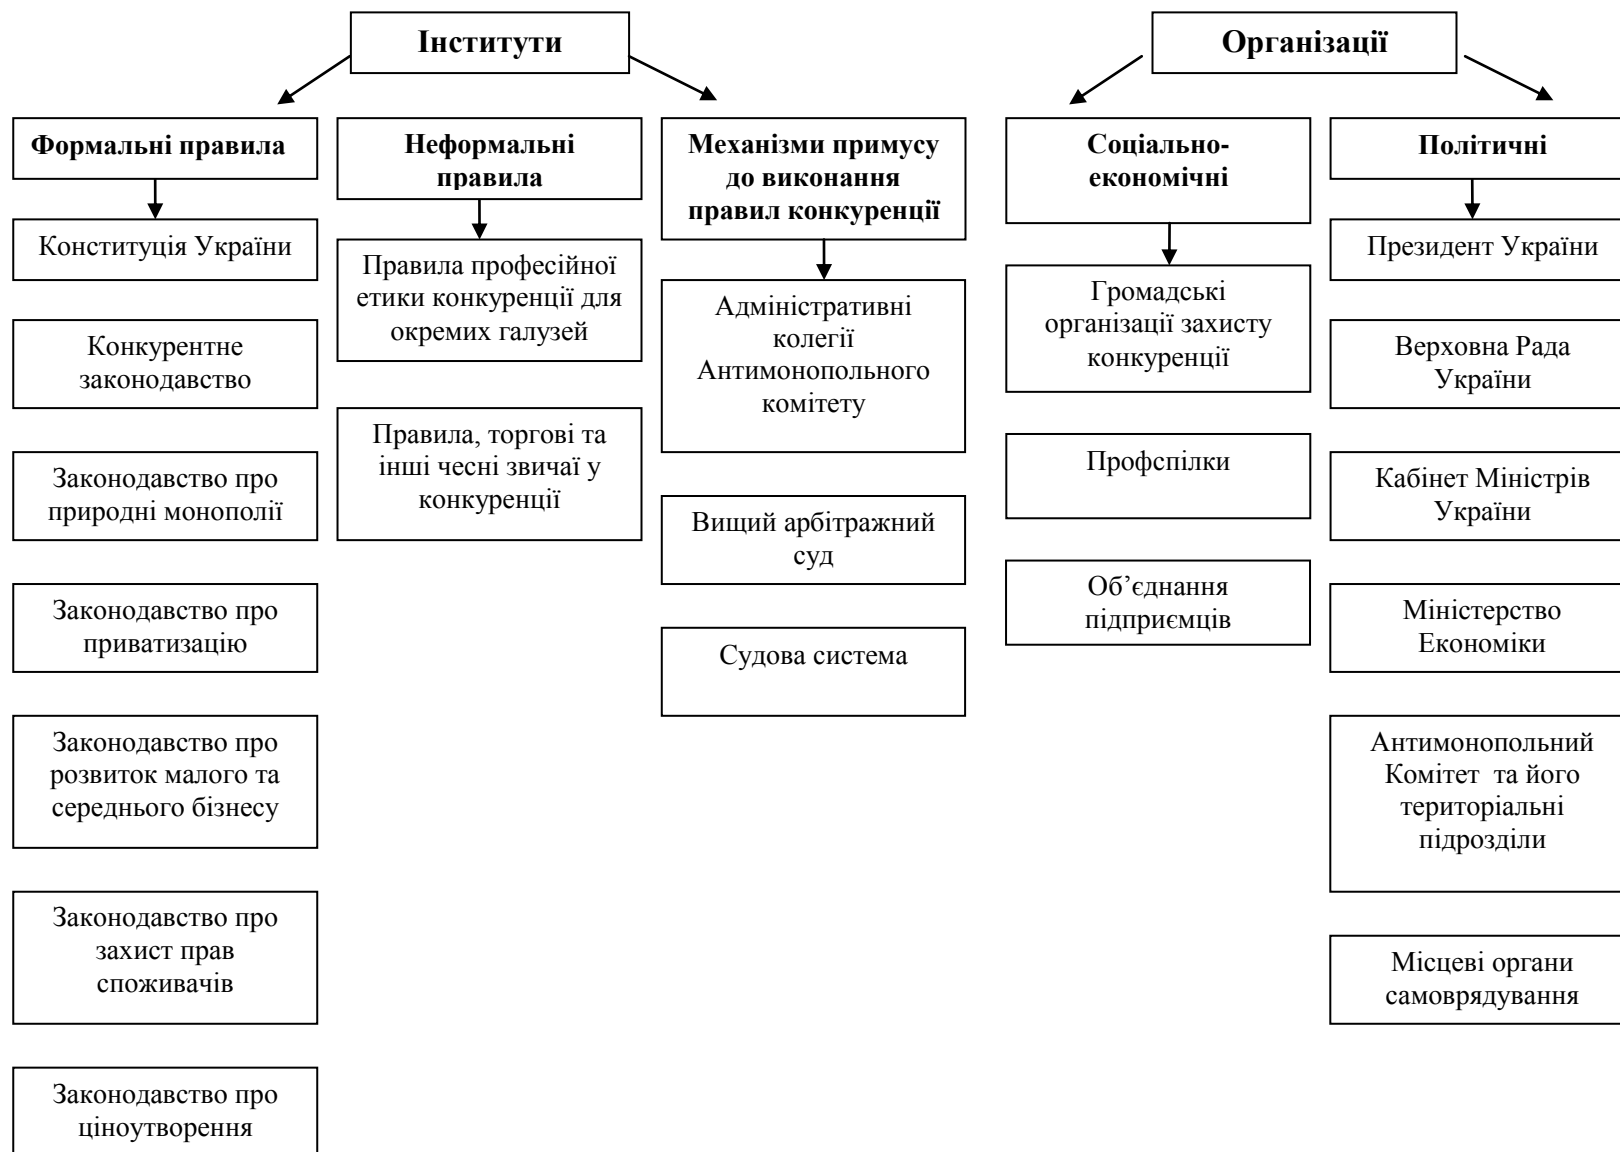 Інститути
Організації
Формальні правила
Неформальні
правила
Механізми примусу
до виконання
правил конкуренції
Соціально-
економічні
Політичні
Конституція України
Конкурентне
законодавство
Законодавство про
природні монополії
Законодавство про
приватизацію
Законодавство про
розвиток малого та
середнього бізнесу
Законодавство про
захист прав
споживачів
Законодавство про
ціноутворення
Правила професійної
етики конкуренції для
окремих галузей
Правила, торгові та
інші чесні звичаї у
конкуренції
Адміністративні
колегії
Антимонопольного
комітету
Вищий арбітражний
суд
Судова система
Громадські
організації захисту
конкуренції
Профспілки
Об’єднання
підприємців
Президент України
Верховна Рада
України
Кабінет Міністрів
України
Міністерство
Економіки
Антимонопольний
Комітет та його
територіальні
підрозділи
Місцеві органи
самоврядування